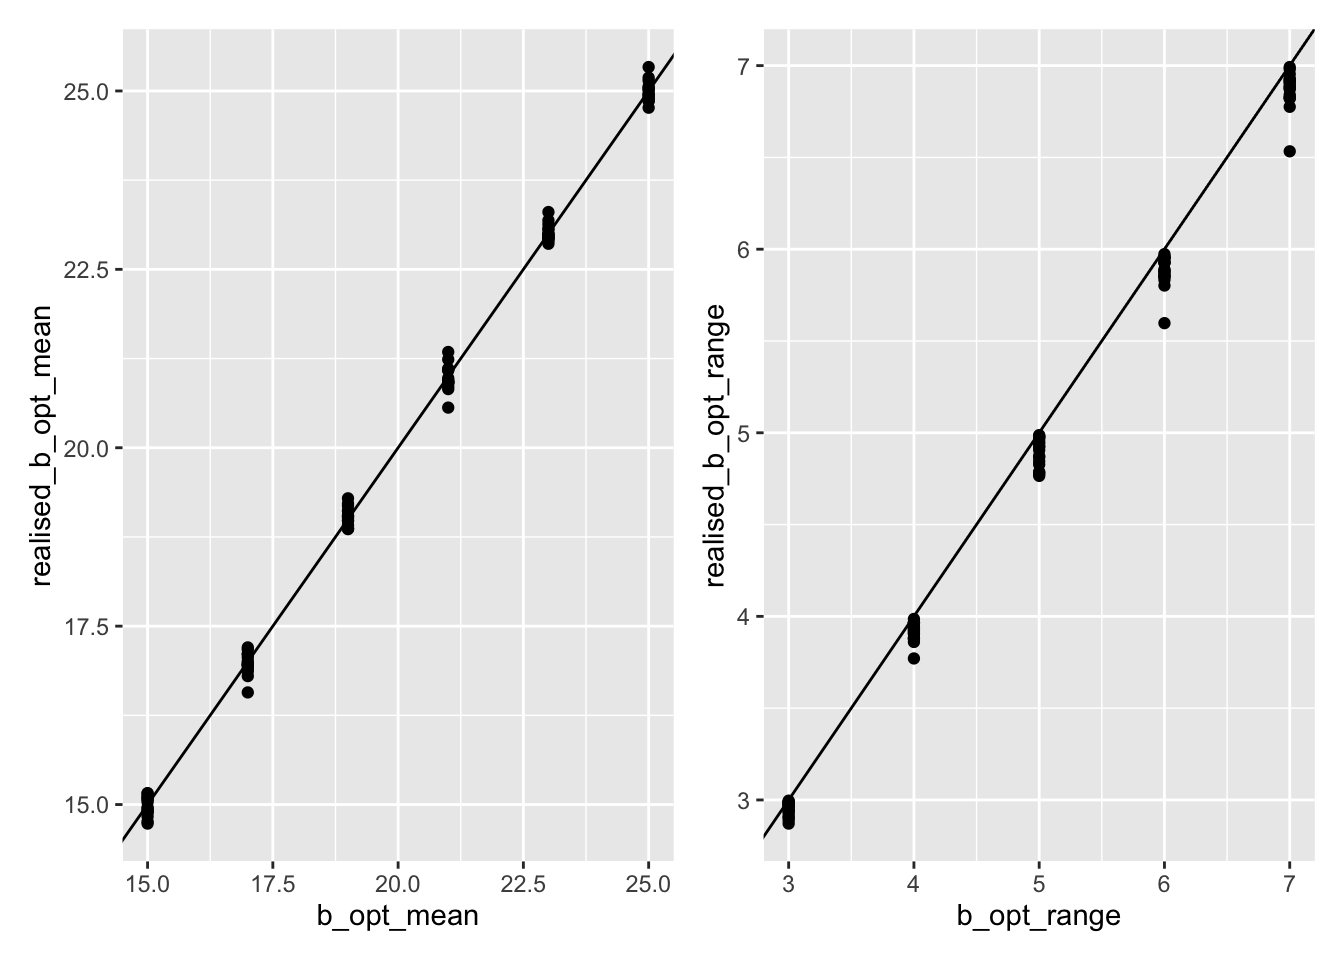 realised_b_opt_mean
25.0
22.5
20.0
17.5
15.0
15.0 17.5 20.0 22.5 25.0
b_opt_mean
realised_b_opt_range
7
6
5
4
3
3 4 5 6 7
b_opt_range